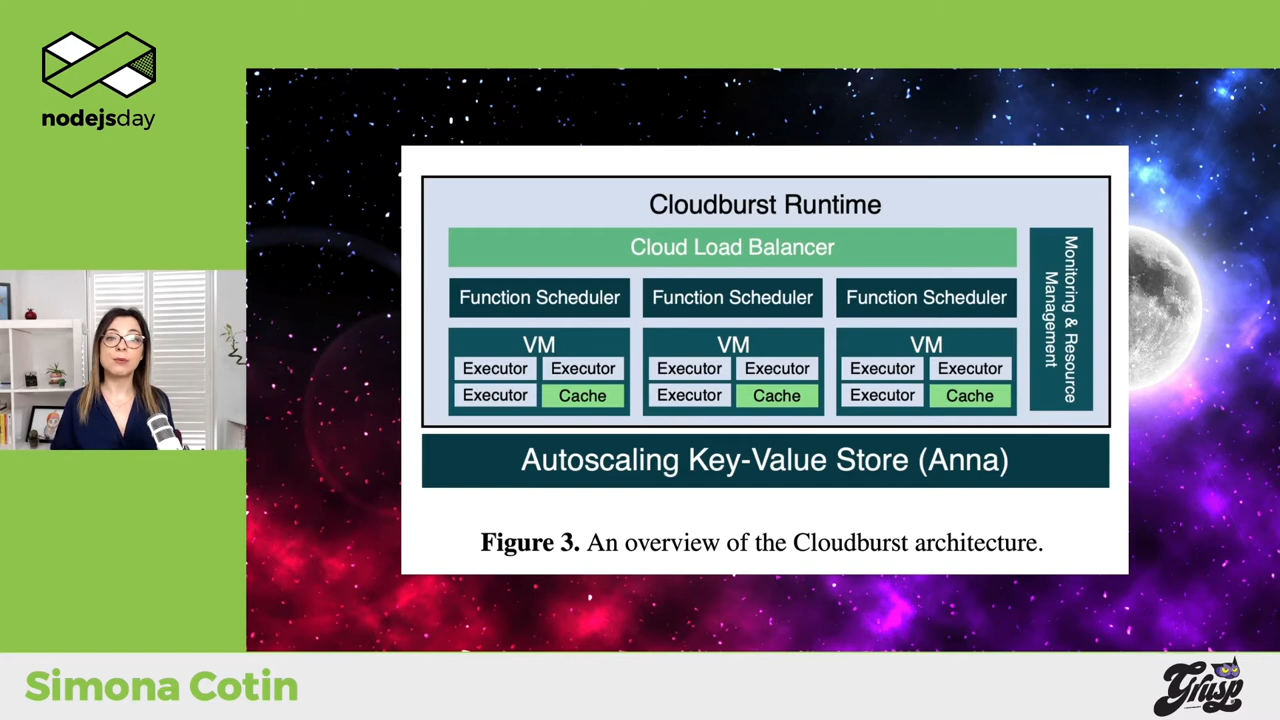 nodejsday
Cloudburst Runtime
Cloud Load Balancer
Function Scheduler
Function Scheduler
Function Scheduler
VM
Executor
Executor
Executor
Cache
VM
Executor
Executor
Executor
Cache
VM
Executor
Executor
Executor
Cache
Monitoring & Resource
Management
Autoscaling Key-Value Store (Anna)
Figure 3. An overview of the Cloudburst architecture.
Simona Cotin
Grusp